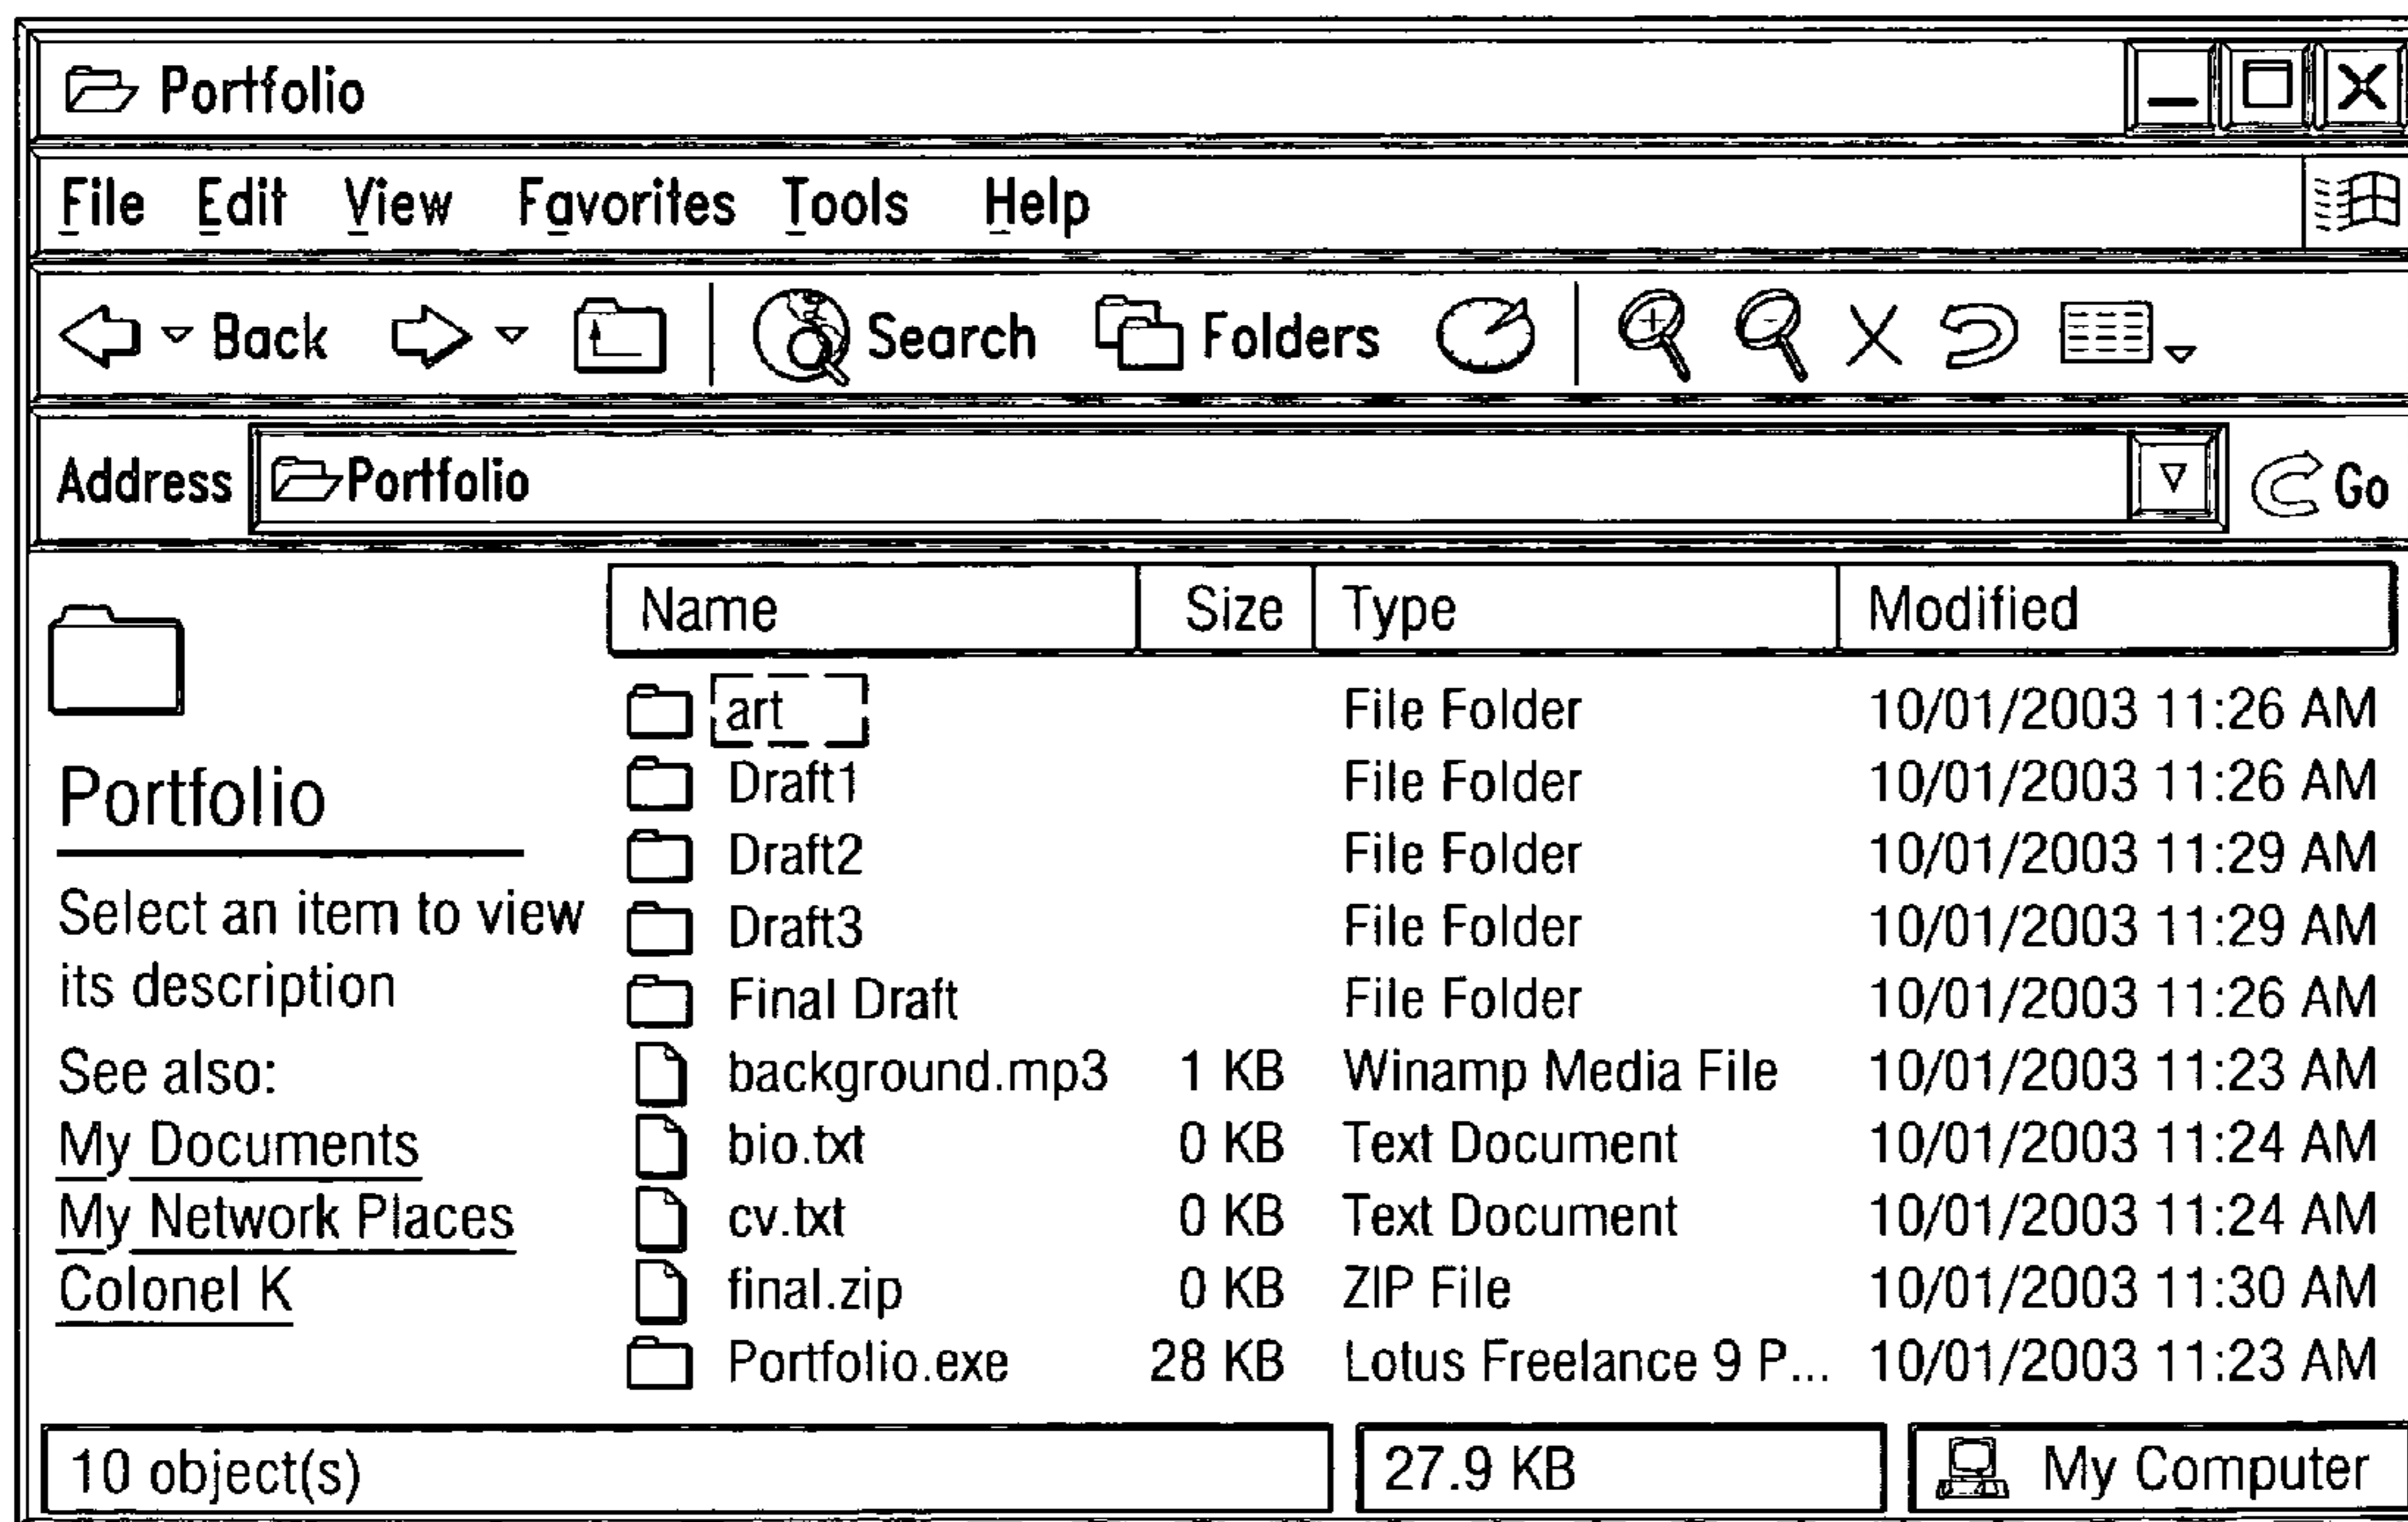 Portfolio
File Edit View Favorites Tools Help
Back Search Folders
Address Portfolio Go
Name Size Type Modified
art File Folder 10/01/2003 11:26 AM
Draft1 File Folder 10/01/2003 11:26 AM
Draft2 File Folder 10/01/2003 11:29 AM
Draft3 File Folder 10/01/2003 11:29 AM
Final Draft File Folder 10/01/2003 11:26 AM
background.mp3 1 KB Winamp Media File 10/01/2003 11:23 AM
bio.txt 0 KB Text Document 10/01/2003 11:24 AM
cv.txt 0 KB Text Document 10/01/2003 11:24 AM
final.zip 0 KB ZIP File 10/01/2003 11:30 AM
Portfolio.exe 28 KB Lotus Freelance 9 P... 10/01/2003 11:23 AM
Portfolio
Select an item to view
its description
See also:
My Documents
My Network Places
Colonel K
10 object(s) 27.9 KB My Computer